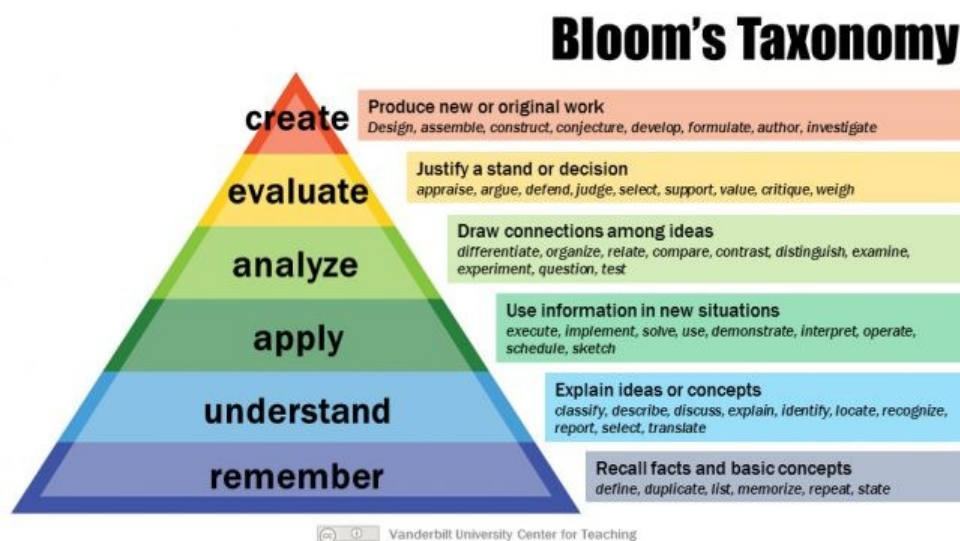 Bloom's Taxonomy
create
Produce new or original work
Design, assemble, construct, conjecture, develop, formulate, author, investigate
evaluate
Justify a stand or decision
appraise, argue, defend, judge, select, support, value, critique, weigh
analyze
Draw connections among ideas
differentiate, organize, relate, compare, contrast, distinguish, examine,
experiment, question, test
apply
Use information in new situations
execute, implement, solve, use, demonstrate, interpret, operate,
schedule, sketch
understand
Explain ideas or concepts
classify, describe, discuss, explain, identify, locate, recognize,
report, select, translate
remember
Recall facts and basic concepts
define, duplicate, list, memorize, repeat, state
cc Vanderbilt University Center for Teaching